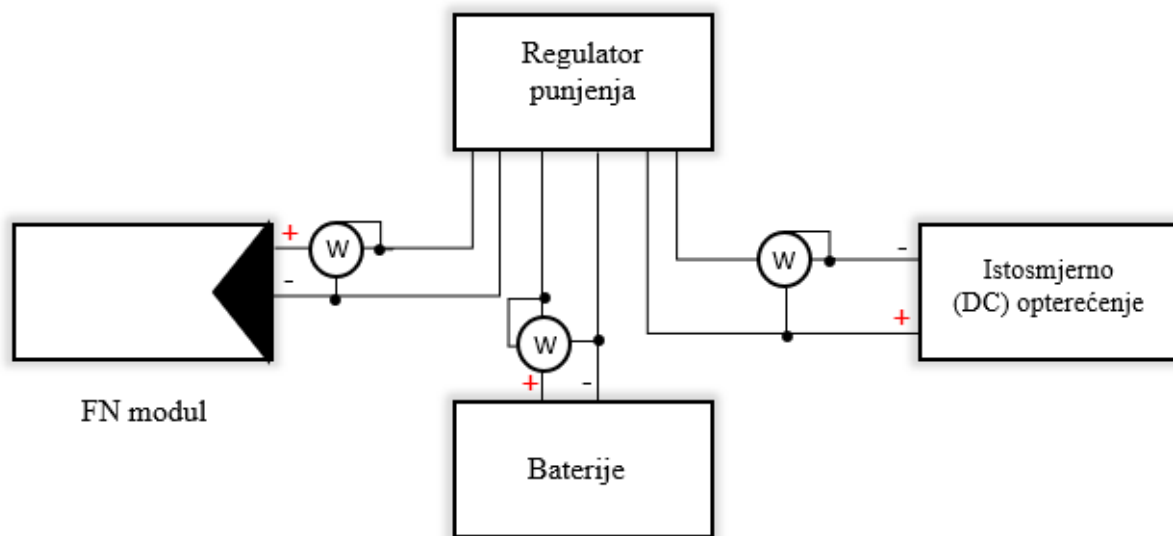 Regulator
punjenja
+
W
-
-
W
Istosmjerno
(DC) opterećenje
+
W
+
-
FN modul
Baterije